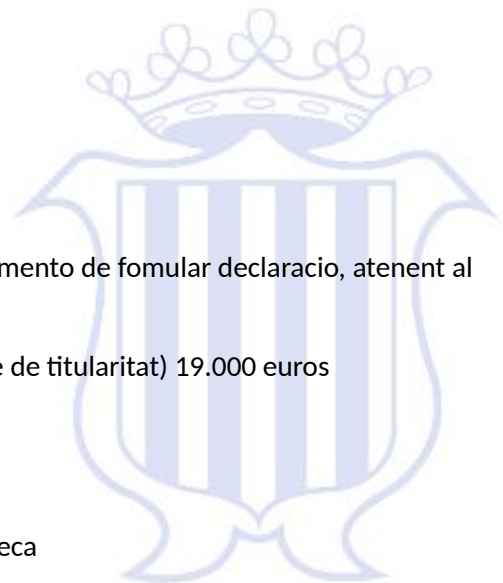 mento de fomular declaracio, atenent al
e de titularitat) 19.000 euros
eca